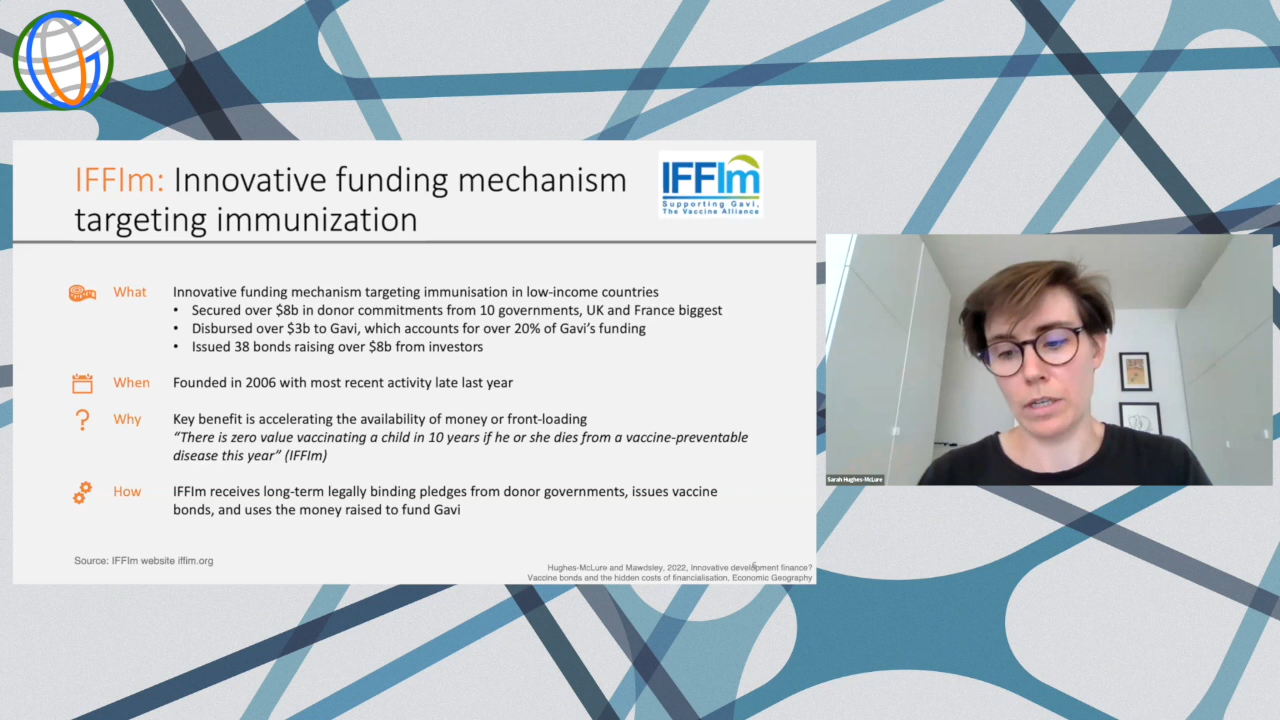 IFFIm: Innovative funding mechanism
targeting immunization
IFFIm
Supporting Gavi,
The Vaccine Alliance
What
Innovative funding mechanism targeting immunisation in low-income countries
• Secured over $8b in donor commitments from 10 governments, UK and France biggest
• Disbursed over $3b to Gavi, which accounts for over 20% of Gavi’s funding
• Issued 38 bonds raising over $8b from investors
When
Founded in 2006 with most recent activity late last year
Why
Key benefit is accelerating the availability of money or front-loading
“There is zero value vaccinating a child in 10 years if he or she dies from a vaccine-preventable
disease this year” (IFFIm)
How
IFFIm receives long-term legally binding pledges from donor governments, issues vaccine
bonds, and uses the money raised to fund Gavi
Source: IFFIm website iffim.org
Hughes-McLure and Mawdsley, 2022, Innovative development finance?
Vaccine bonds and the hidden costs of financialisation, Economic Geography
Sarah Hughes-McLure